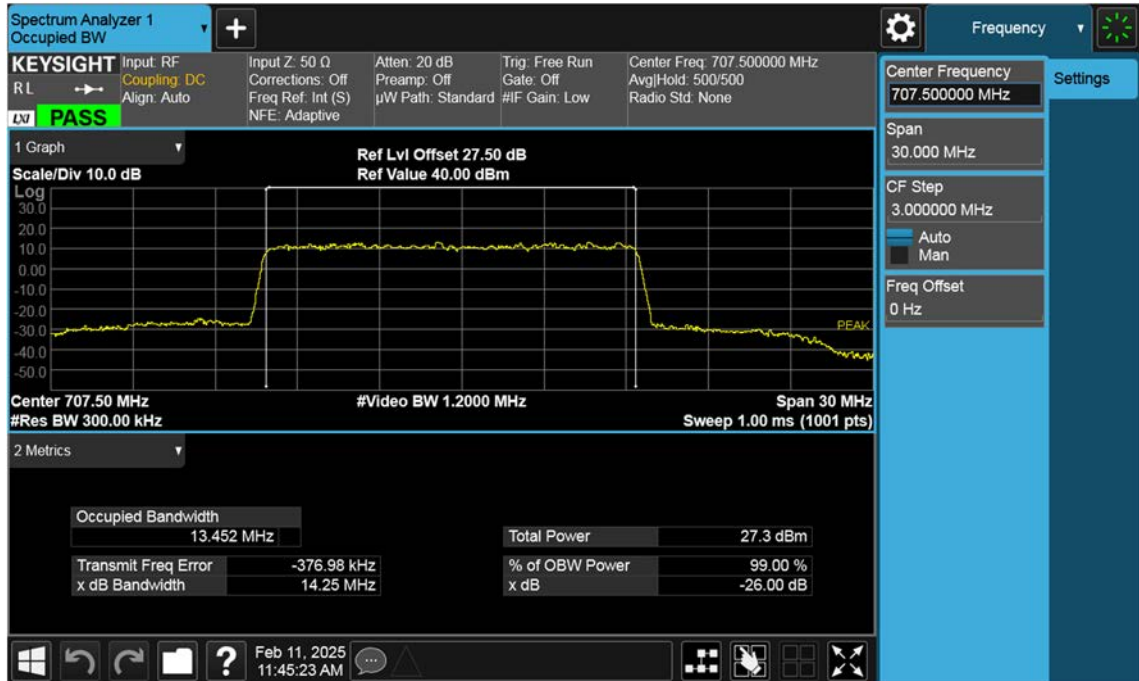 Spectrum Analyzer 1
Occupied BW
+
Frequency
KEYSIGHT
R L
LXI
PASS
Input: RF
Coupling: DC
Align: Auto
Input Z: 50 Ω
Corrections: Off
Freq Ref: Int (S)
NFE: Adaptive
Atten: 20 dB
Preamp: Off
µW Path: Standard
Trig: Free Run
Gate: Off
#IF Gain: Low
Center Freq: 707.500000 MHz
Avg|Hold: 500/500
Radio Std: None
Center Frequency
707.500000 MHz
Settings
Span
30.000 MHz
CF Step
3.000000 MHz
Auto
Man
Freq Offset
0 Hz
1 Graph
Scale/Div 10.0 dB
Ref Lvl Offset 27.50 dB
Ref Value 40.00 dBm
Log
30.0
20.0
10.0
0.00
-10.0
-20.0
-30.0
-40.0
-50.0
PEAK
Center 707.50 MHz
#Video BW 1.2000 MHz
Span 30 MHz
#Res BW 300.00 kHz
Sweep 1.00 ms (1001 pts)
2 Metrics
Occupied Bandwidth
13.452 MHz
Total Power 27.3 dBm
Transmit Freq Error -376.98 kHz
% of OBW Power 99.00 %
x dB Bandwidth 14.25 MHz
x dB -26.00 dB
?
Feb 11, 2025
11:45:23 AM